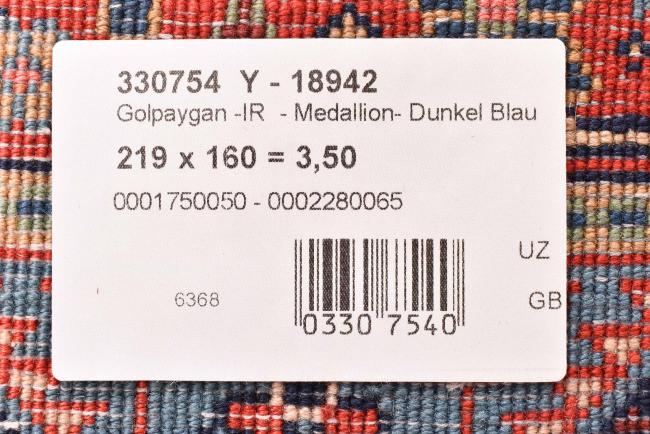 330754 Y - 18942
Golpaygan -IR - Medallion- Dunkel Blau
219 x 160 = 3,50
0001750050 - 0002280065
UZ
6368
GB
0330 7540